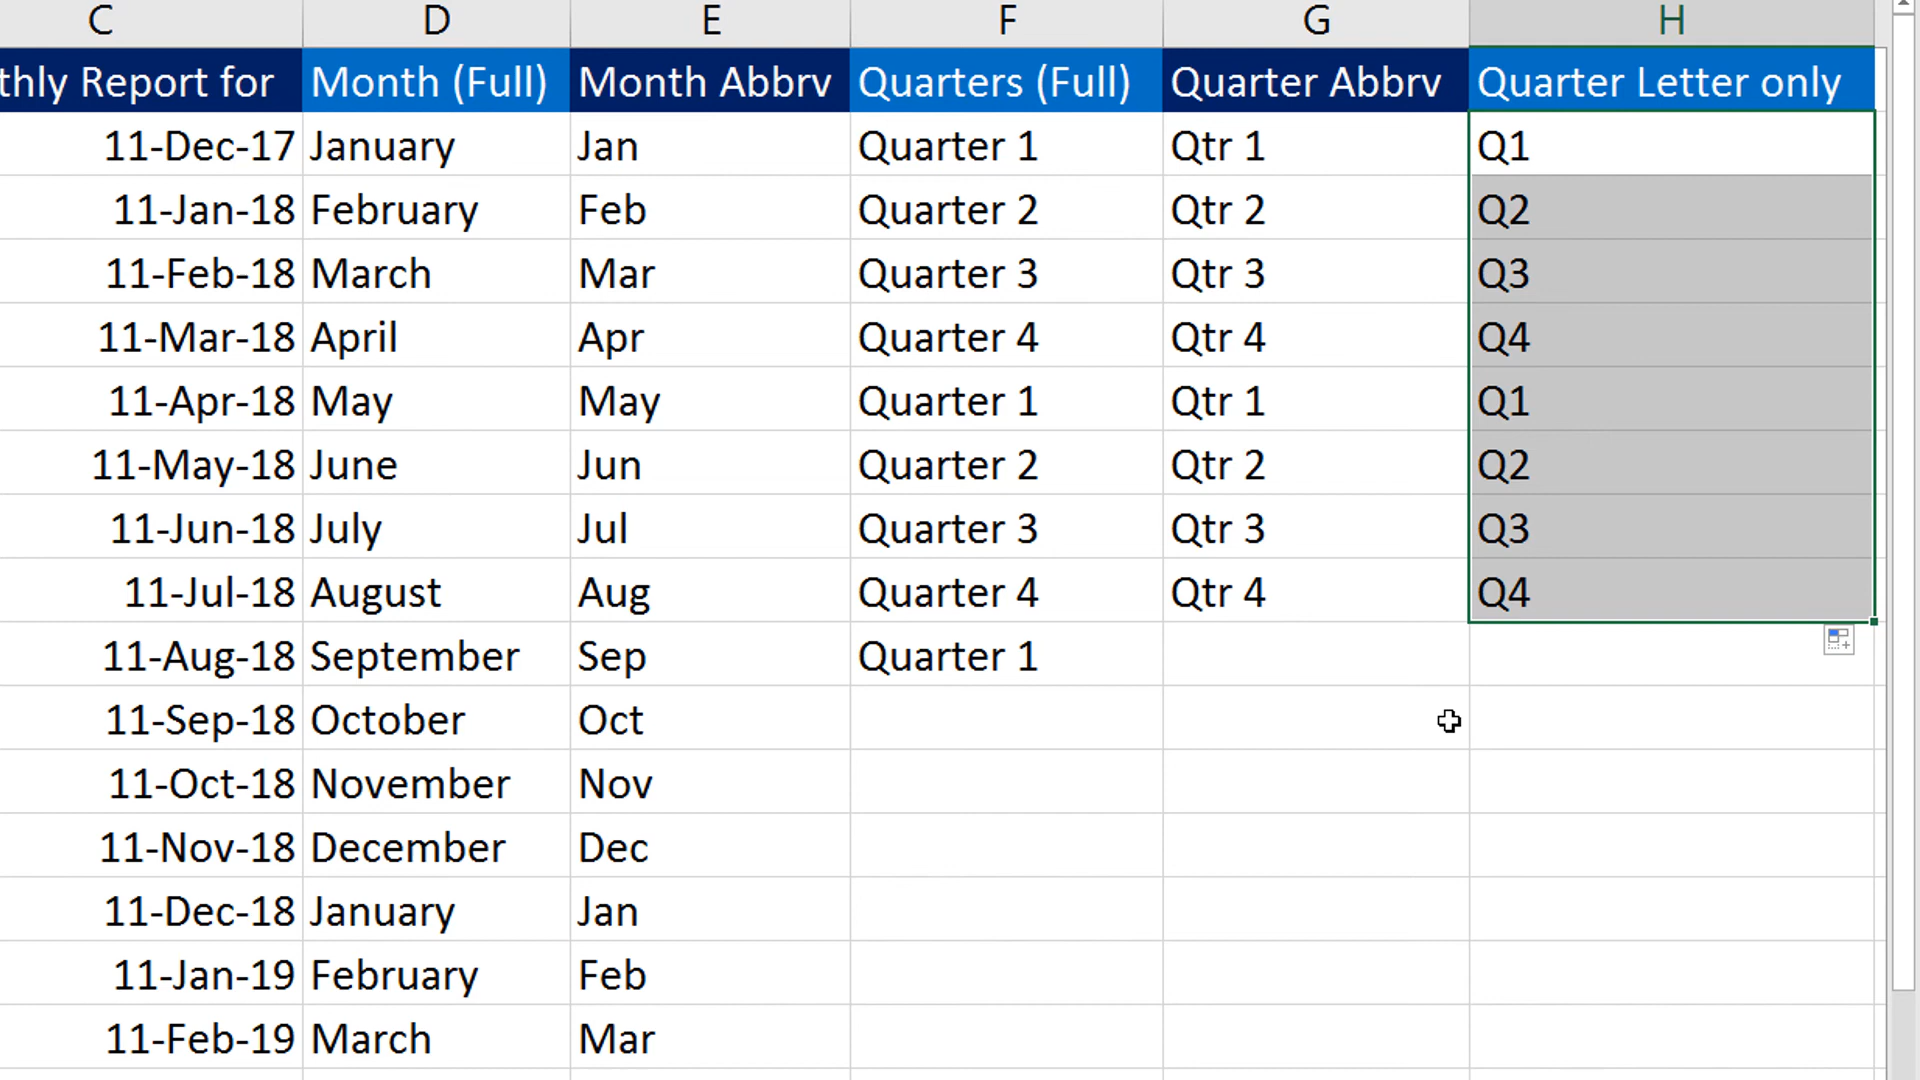 C D E F G H
thly Report for Month (Full) Month Abbrv Quarters (Full) Quarter Abbrv Quarter Letter only
11-Dec-17 January Jan Quarter 1 Qtr 1 Q1
11-Jan-18 February Feb Quarter 2 Qtr 2 Q2
11-Feb-18 March Mar Quarter 3 Qtr 3 Q3
11-Mar-18 April Apr Quarter 4 Qtr 4 Q4
11-Apr-18 May May Quarter 1 Qtr 1 Q1
11-May-18 June Jun Quarter 2 Qtr 2 Q2
11-Jun-18 July Jul Quarter 3 Qtr 3 Q3
11-Jul-18 August Aug Quarter 4 Qtr 4 Q4
11-Aug-18 September Sep Quarter 1
11-Sep-18 October Oct
11-Oct-18 November Nov
11-Nov-18 December Dec
11-Dec-18 January Jan
11-Jan-19 February Feb
11-Feb-19 March Mar